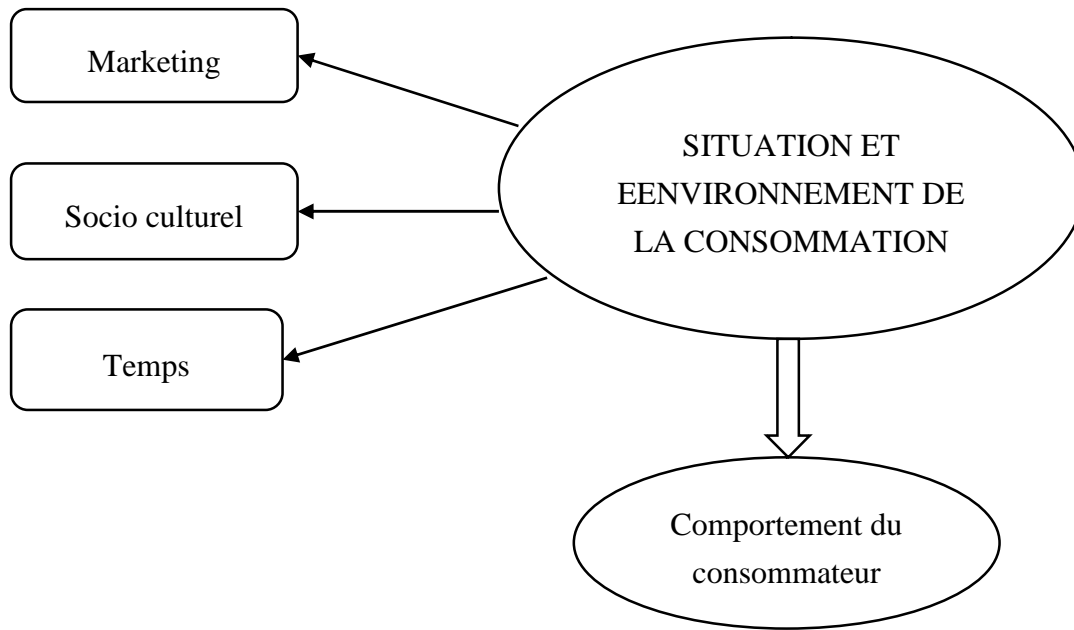 Marketing
SITUATION ET
EENVIRONNEMENT DE
LA CONSOMMATION
Socio culturel
Temps
Comportement du
consommateur